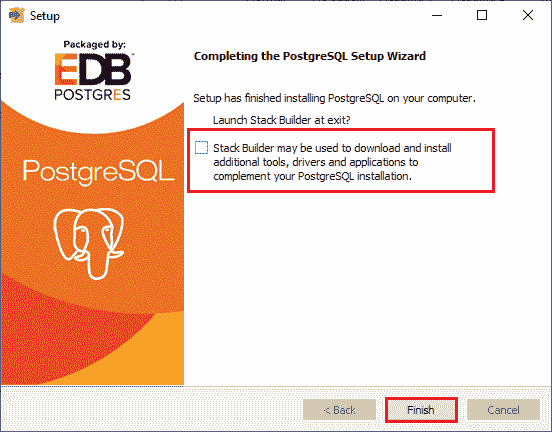 Setup
Packaged by:
EDB
POSTGRES
PostgreSQL
Completing the PostgreSQL Setup Wizard
Setup has finished installing PostgreSQL on your computer.
Launch Stack Builder at exit?
Stack Builder may be used to download and install
additional tools, drivers and applications to
complement your PostgreSQL installation.
< Back
Finish
Cancel